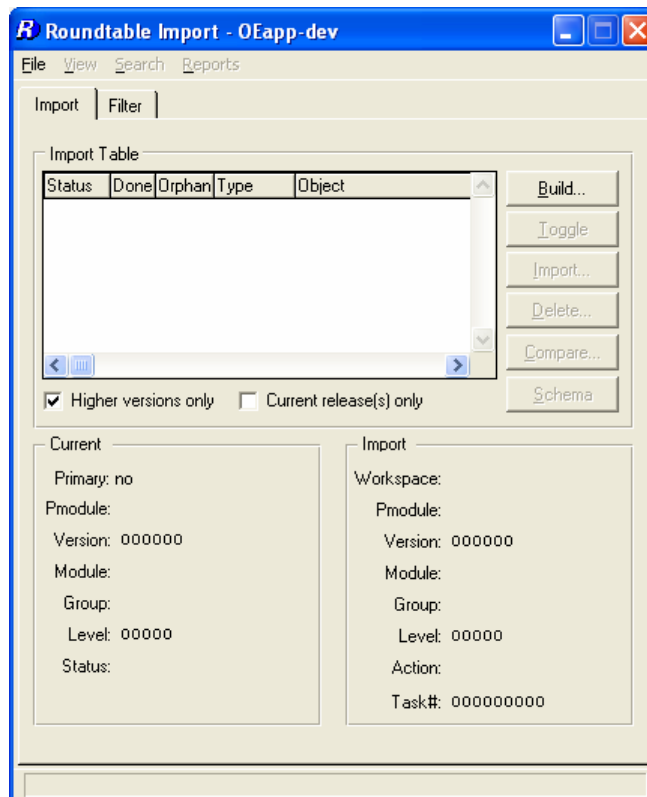 R Roundtable Import - OEapp-dev
File View Search Reports
Import Filter
Import Table
Status Done Orphan Type Object
Build...
Toggle
Import...
Delete...
Compare...
Schema
Higher versions only Current release(s) only
Current
Primary: no
Pmodule:
Version: 000000
Module:
Group:
Level: 00000
Status:
Import
Workspace:
Pmodule:
Version: 000000
Module:
Group:
Level: 00000
Action:
Task#: 000000000